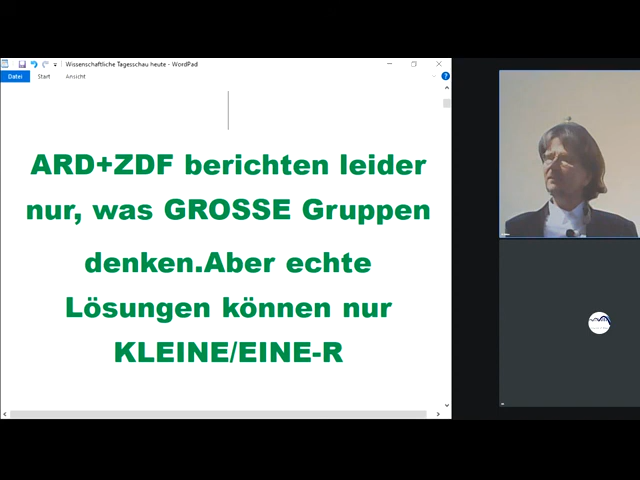 Wissenschaftliche Tagesschau heute - WordPad
Datei Start Ansicht
ARD+ZDF berichten leider
nur, was GROSSE Gruppen
denken.Aber echte
Lösungen können nur
KLEINE/EINE-R